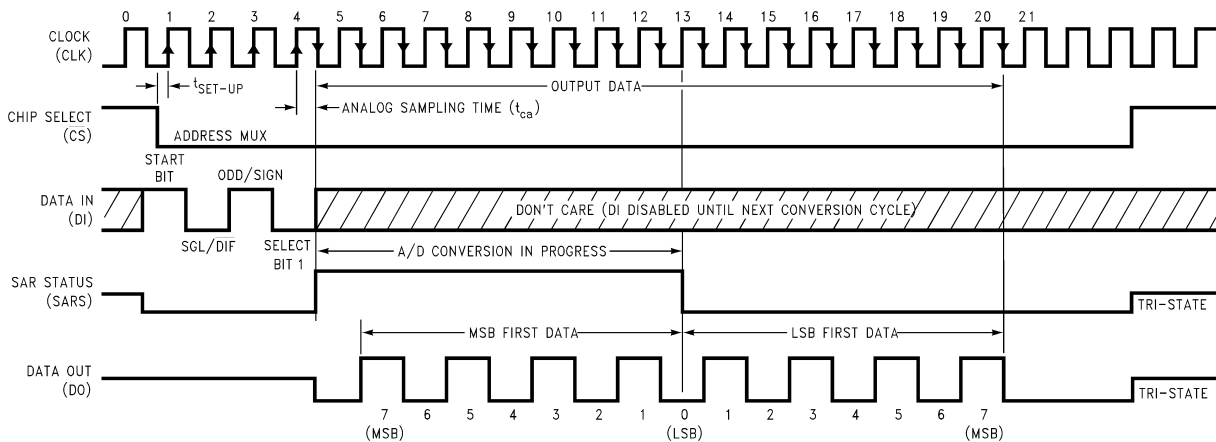 0 1 2 3 4 5 6 7 8 9 10 11 12 13 14 15 16 17 18 19 20 21
CLOCK
(CLK)
tSET-UP
OUTPUT DATA
ANALOG SAMPLING TIME (tca)
CHIP SELECT
(C̅S̅)
ADDRESS MUX
START
BIT
ODD/SIGN
DATA IN
(DI)
DON'T CARE (DI DISABLED UNTIL NEXT CONVERSION CYCLE)
SGL/D̅I̅F̅
SELECT
BIT 1
A/D CONVERSION IN PROGRESS
SAR STATUS
(SARS)
TRI-STATE
MSB FIRST DATA
LSB FIRST DATA
DATA OUT
(DO)
TRI-STATE
7 6 5 4 3 2 1 0 1 2 3 4 5 6 7
(MSB) (LSB) (MSB)